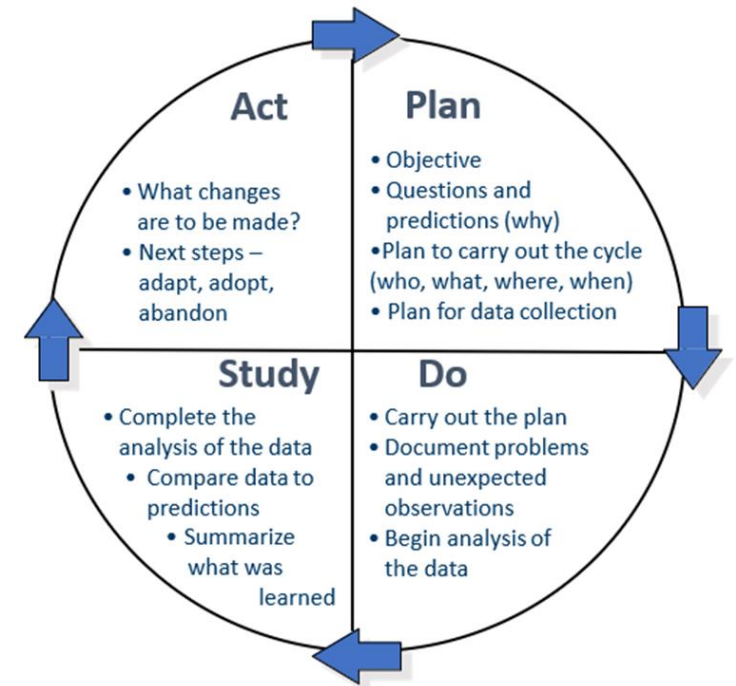 Act
• What changes
are to be made?
• Next steps –
adapt, adopt,
abandon
Plan
• Objective
• Questions and
predictions (why)
•Plan to carry out the cycle
(who, what, where, when)
• Plan for data collection
Study
• Complete the
analysis of the data
• Compare data to
predictions
• Summarize
what was
learned
Do
• Carry out the plan
• Document problems
and unexpected
observations
• Begin analysis of
the data